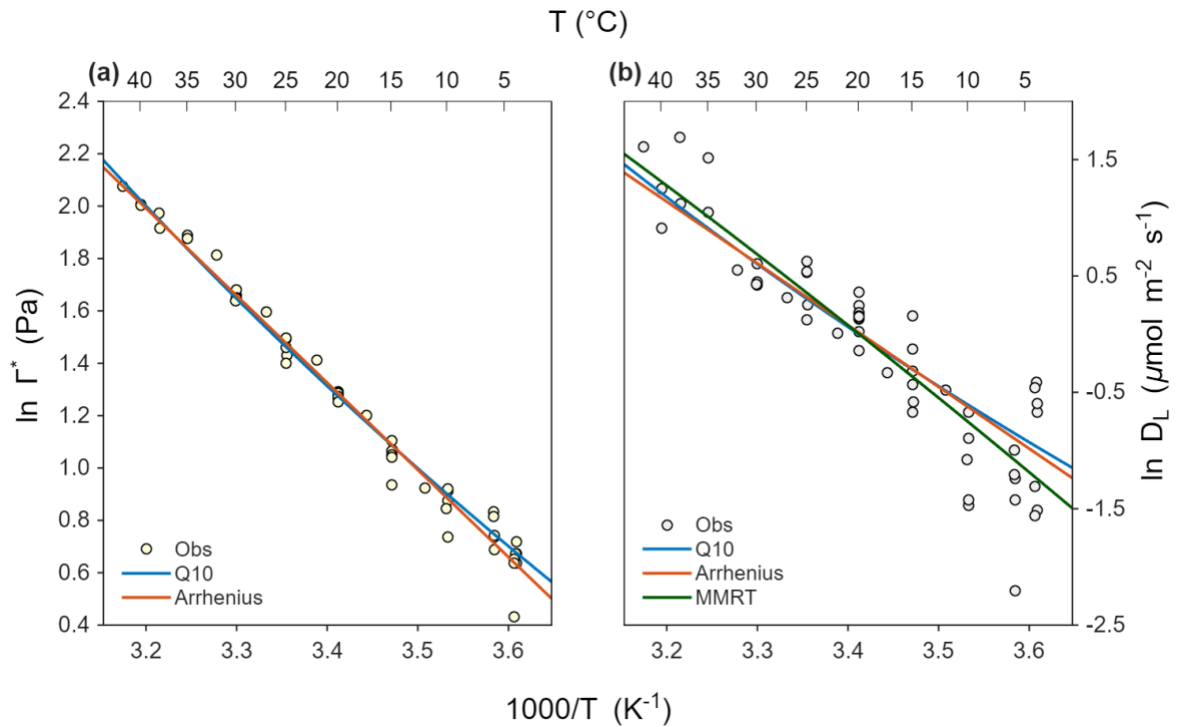 T (°C)
(a) 40 35 30 25 20 15 10 5
(b) 40 35 30 25 20 15 10 5
2.4
2.2
2.0
1.8
1.6
1.4
1.2
1.0
0.8
0.6
0.4
ln Γ* (Pa)
Obs
Q10
Arrhenius
3.2 3.3 3.4 3.5 3.6
Obs
Q10
Arrhenius
MMRT
3.2 3.3 3.4 3.5 3.6
1.5
0.5
-0.5
-1.5
-2.5
ln D_L (µmol m⁻² s⁻¹)
1000/T (K⁻¹)